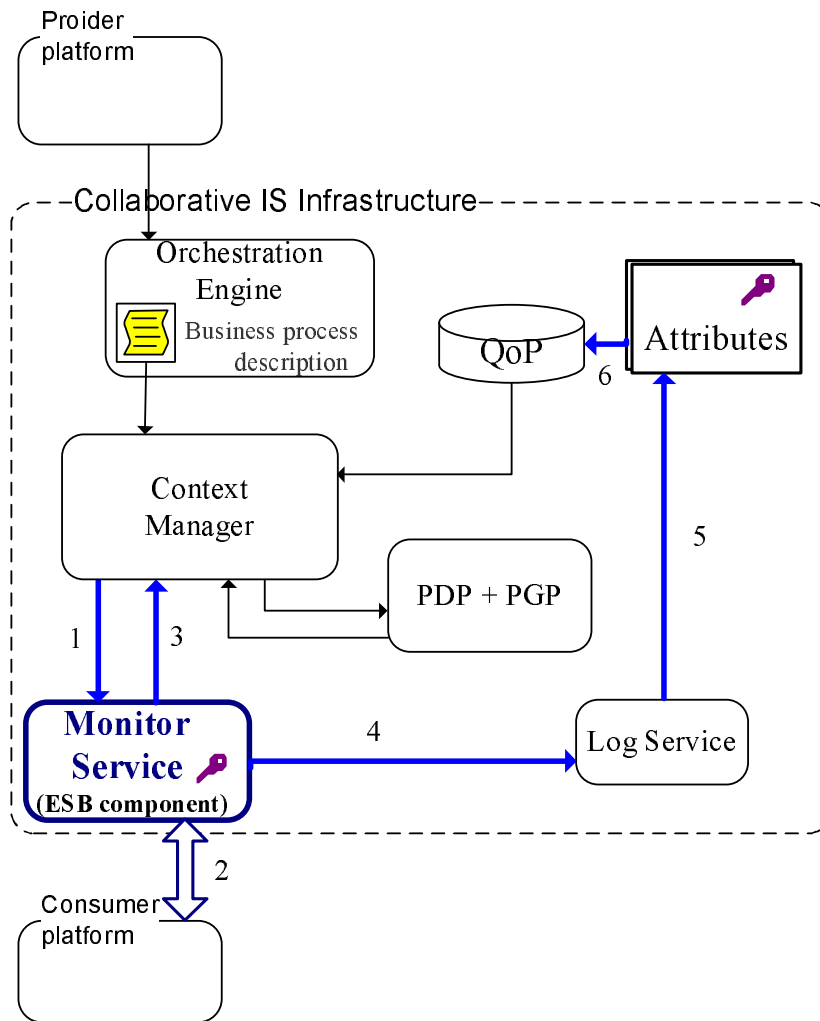 Proider
platform
Collaborative IS Infrastructure
Orchestration
Engine
Business process
description
QoP
Attributes
6
Context
Manager
5
PDP + PGP
1
3
Monitor
Service
(ESB component)
4
Log Service
2
Consumer
platform